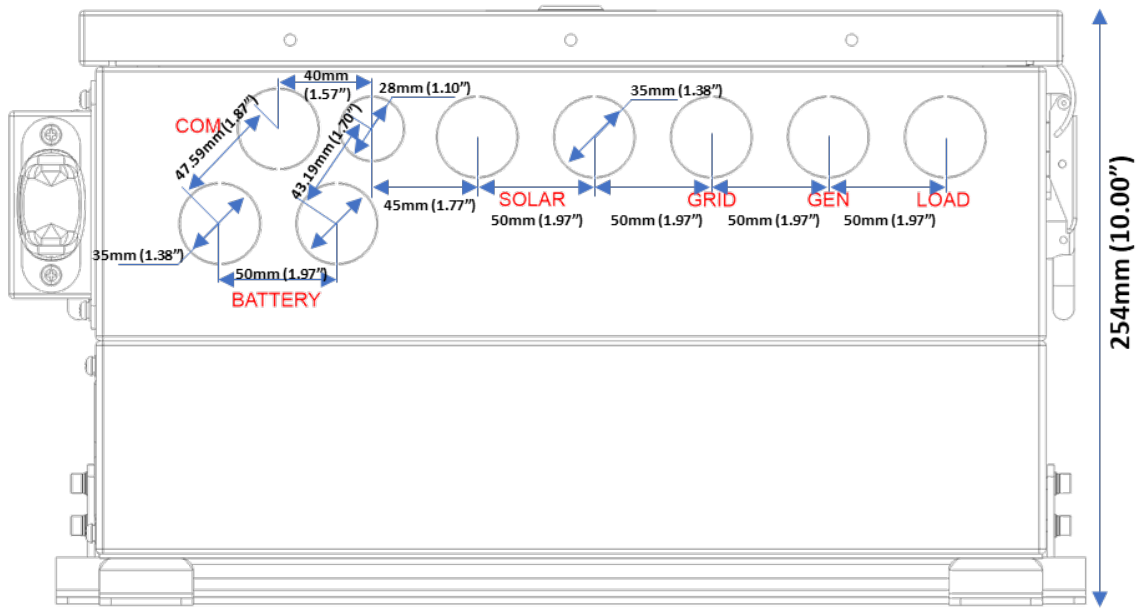 40mm
(1.57”)
28mm (1.10”)
35mm (1.38”)
COM
47.59mm (1.87”)
43.19mm (1.70”)
45mm (1.77”)
SOLAR
50mm (1.97”)
GRID
50mm (1.97”)
GEN
50mm (1.97”)
LOAD
50mm (1.97”)
35mm (1.38”)
50mm (1.97”)
BATTERY
254mm (10.00”)